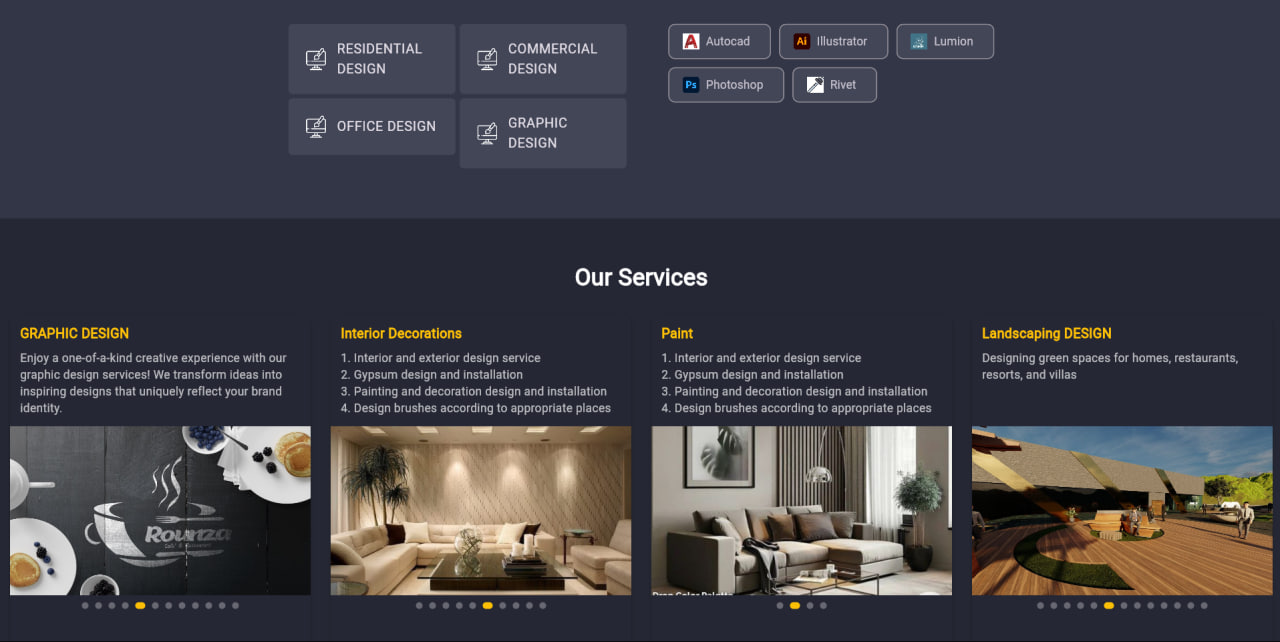 RESIDENTIAL
DESIGN
COMMERCIAL
DESIGN
OFFICE DESIGN
GRAPHIC
DESIGN
Autocad
Ai Illustrator
Lumion
Ps Photoshop
Rivet
Our Services
GRAPHIC DESIGN
Enjoy a one-of-a-kind creative experience with our
graphic design services! We transform ideas into
inspiring designs that uniquely reflect your brand
identity.
Rounza
Interior Decorations
1. Interior and exterior design service
2. Gypsum design and installation
3. Painting and decoration design and installation
4. Design brushes according to appropriate places
Paint
1. Interior and exterior design service
2. Gypsum design and installation
3. Painting and decoration design and installation
4. Design brushes according to appropriate places
Landscaping DESIGN
Designing green spaces for homes, restaurants,
resorts, and villas